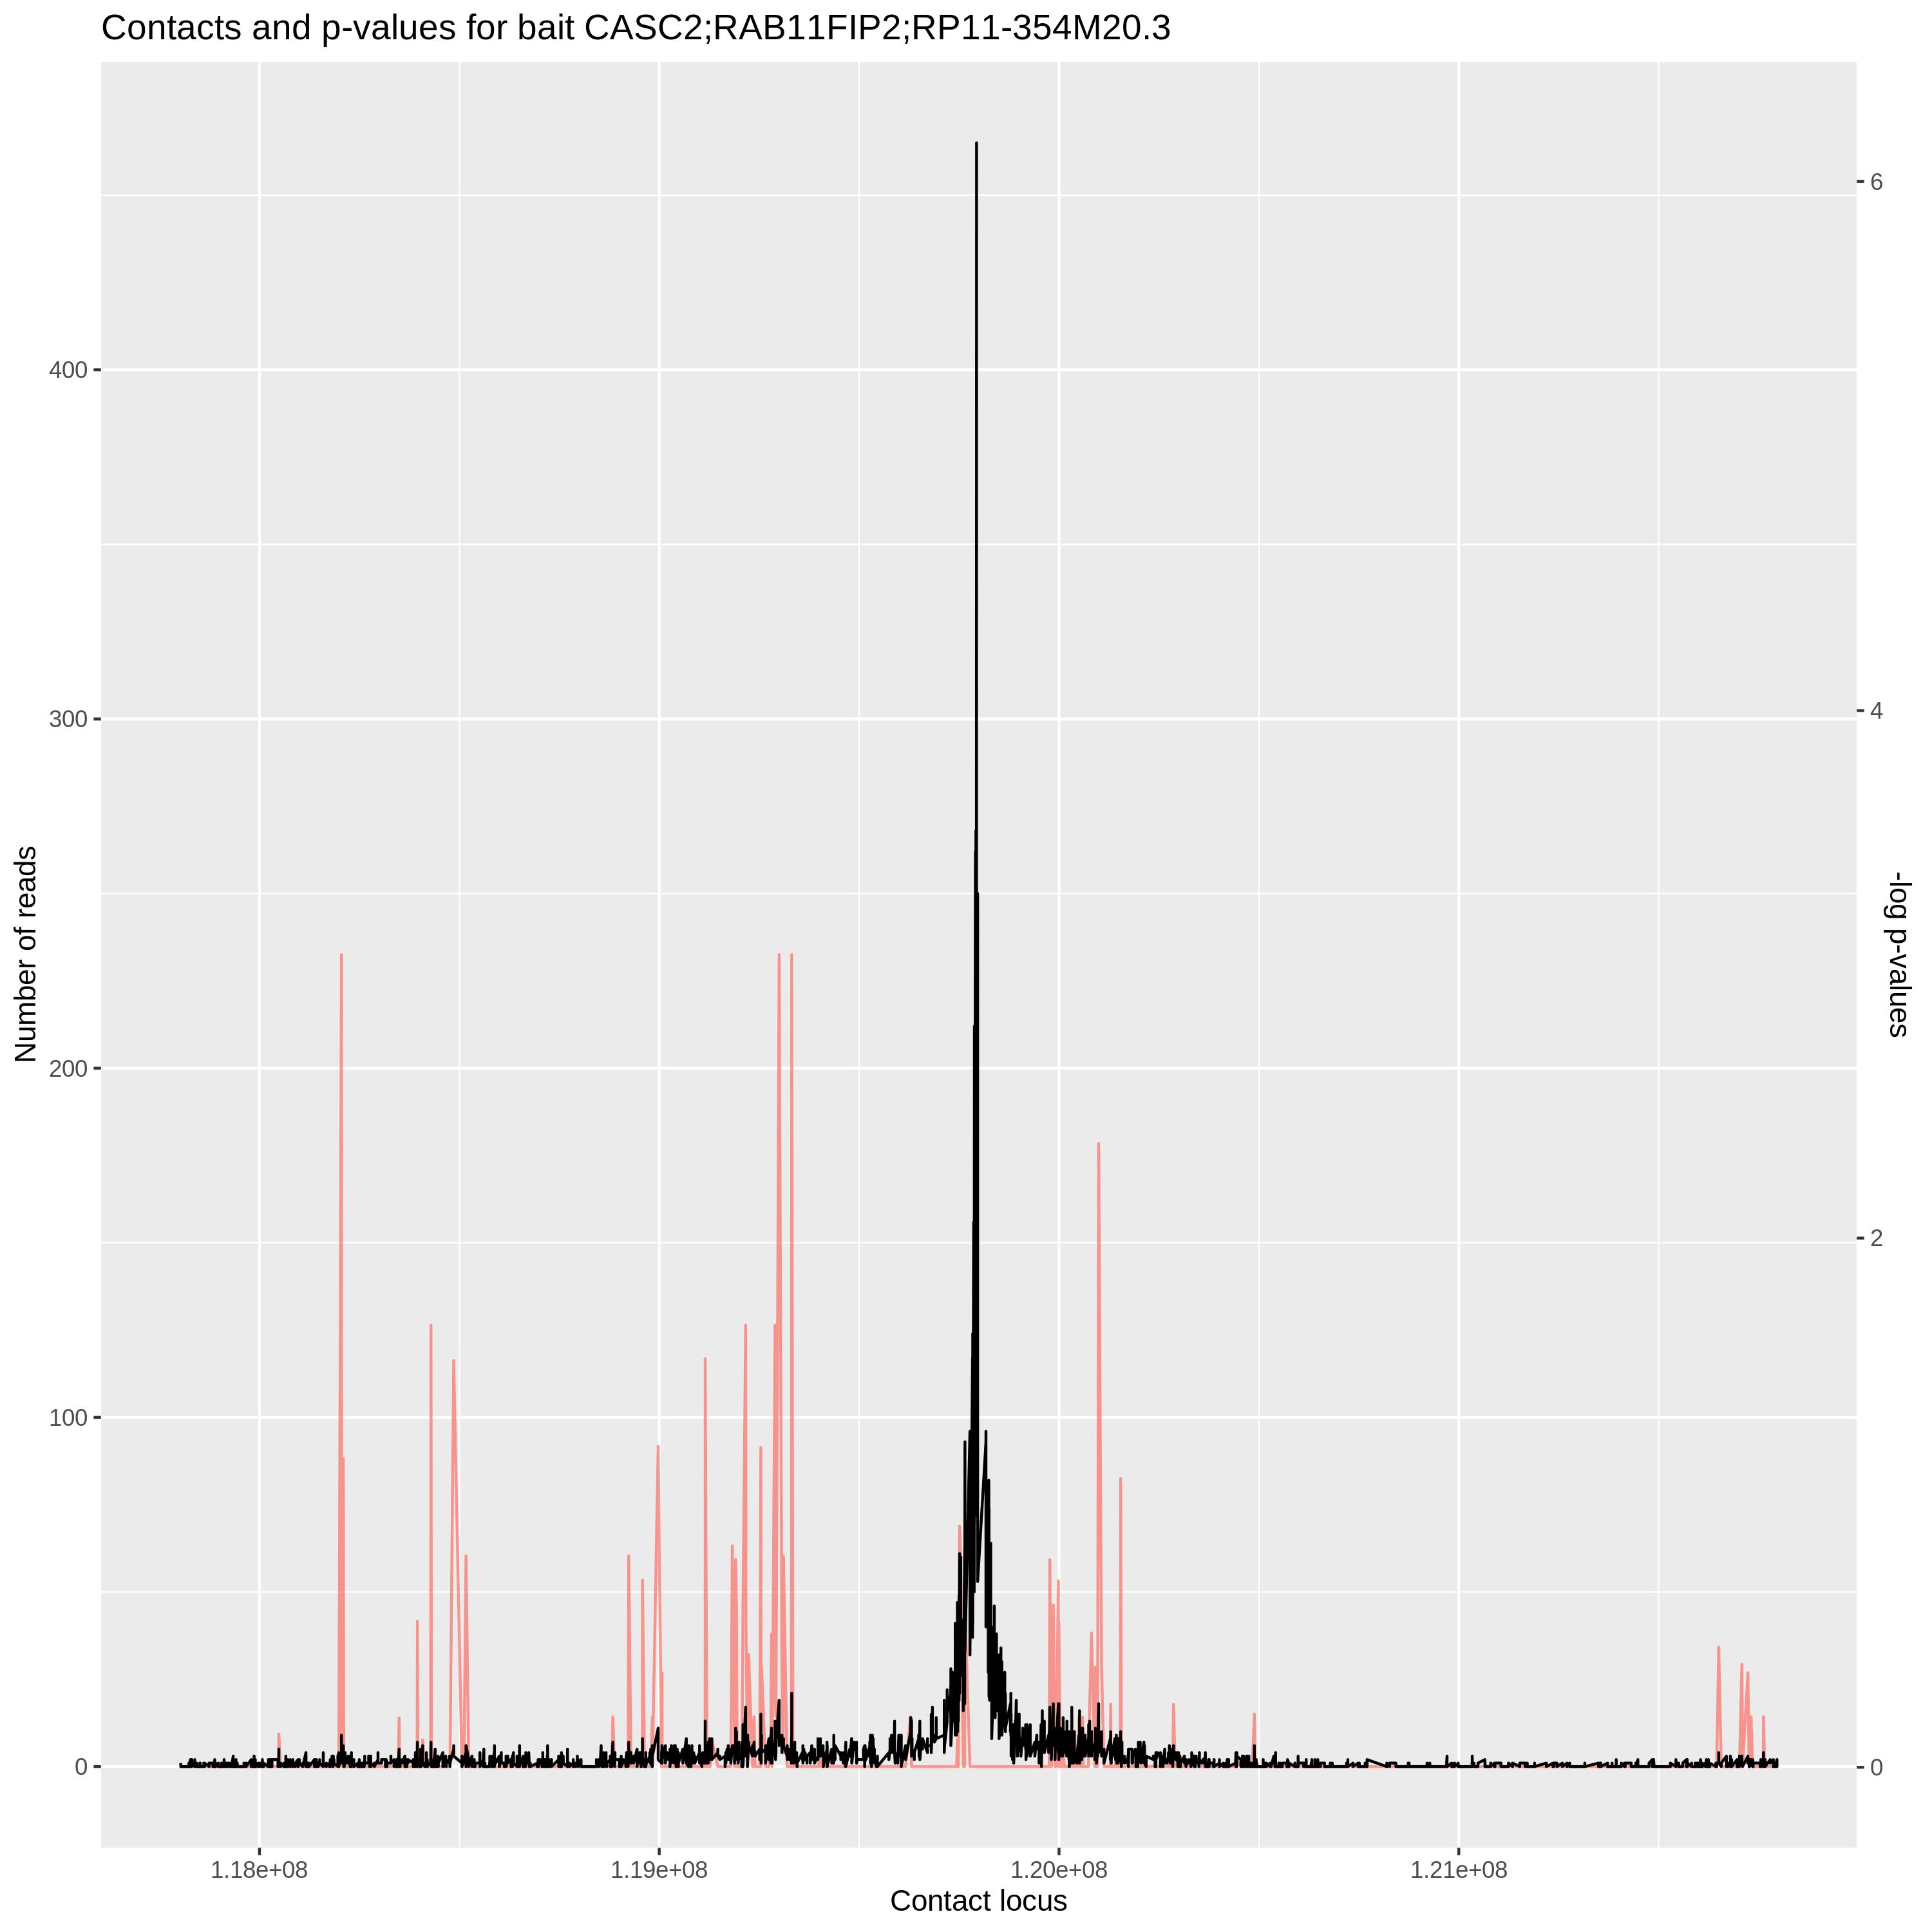 Contacts and p-values for bait CASC2;RAB11FIP2;RP11-354M20.3
Number of reads
400
300
200
100
0
6
4
2
0
-log p-values
1.18e+08
1.19e+08
1.20e+08
1.21e+08
Contact locus